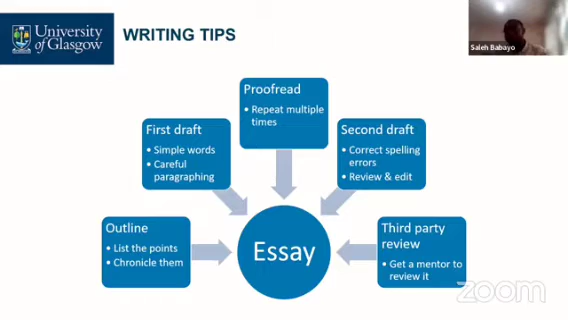 University
of Glasgow
WRITING TIPS
Saleh Babayo
Proofread
• Repeat multiple
times
First draft
• Simple words
• Careful
paragraphing
Second draft
• Correct spelling
errors
• Review & edit
Outline
• List the points
• Chronicle them
Essay
Third party
review
• Get a mentor to
review it
zoom